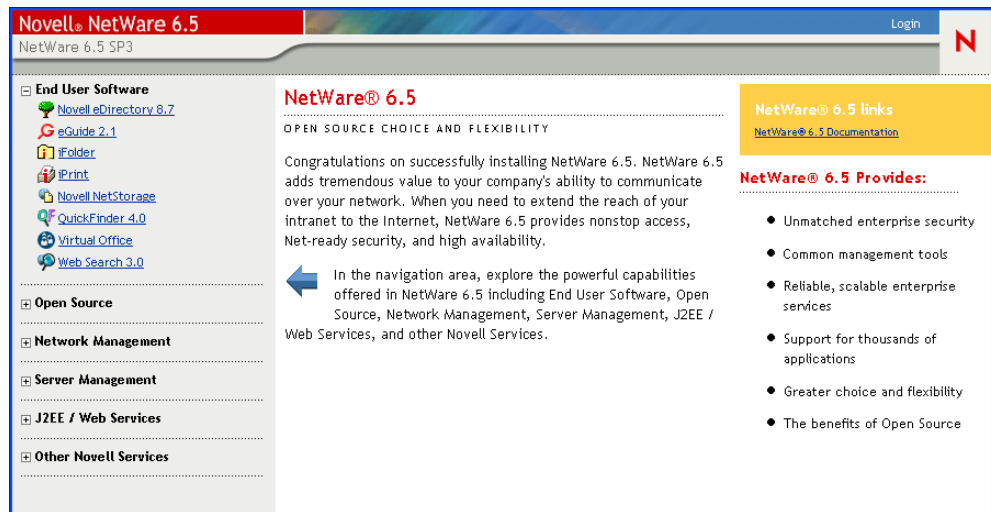 Novell® NetWare 6.5
Login
N
NetWare 6.5 SP3
End User Software
Novell eDirectory 8.7
eGuide 2.1
iFolder
iPrint
Novell NetStorage
QuickFinder 4.0
Virtual Office
Web Search 3.0
Open Source
Network Management
Server Management
J2EE / Web Services
Other Novell Services
NetWare® 6.5
OPEN SOURCE CHOICE AND FLEXIBILITY
Congratulations on successfully installing NetWare 6.5. NetWare 6.5
adds tremendous value to your company's ability to communicate
over your network. When you need to extend the reach of your
intranet to the Internet, NetWare 6.5 provides nonstop access,
Net-ready security, and high availability.
In the navigation area, explore the powerful capabilities
offered in NetWare 6.5 including End User Software, Open
Source, Network Management, Server Management, J2EE /
Web Services, and other Novell Services.
NetWare® 6.5 links
NetWare® 6.5 Documentation
NetWare® 6.5 Provides:
Unmatched enterprise security
Common management tools
Reliable, scalable enterprise
services
Support for thousands of
applications
Greater choice and flexibility
The benefits of Open Source